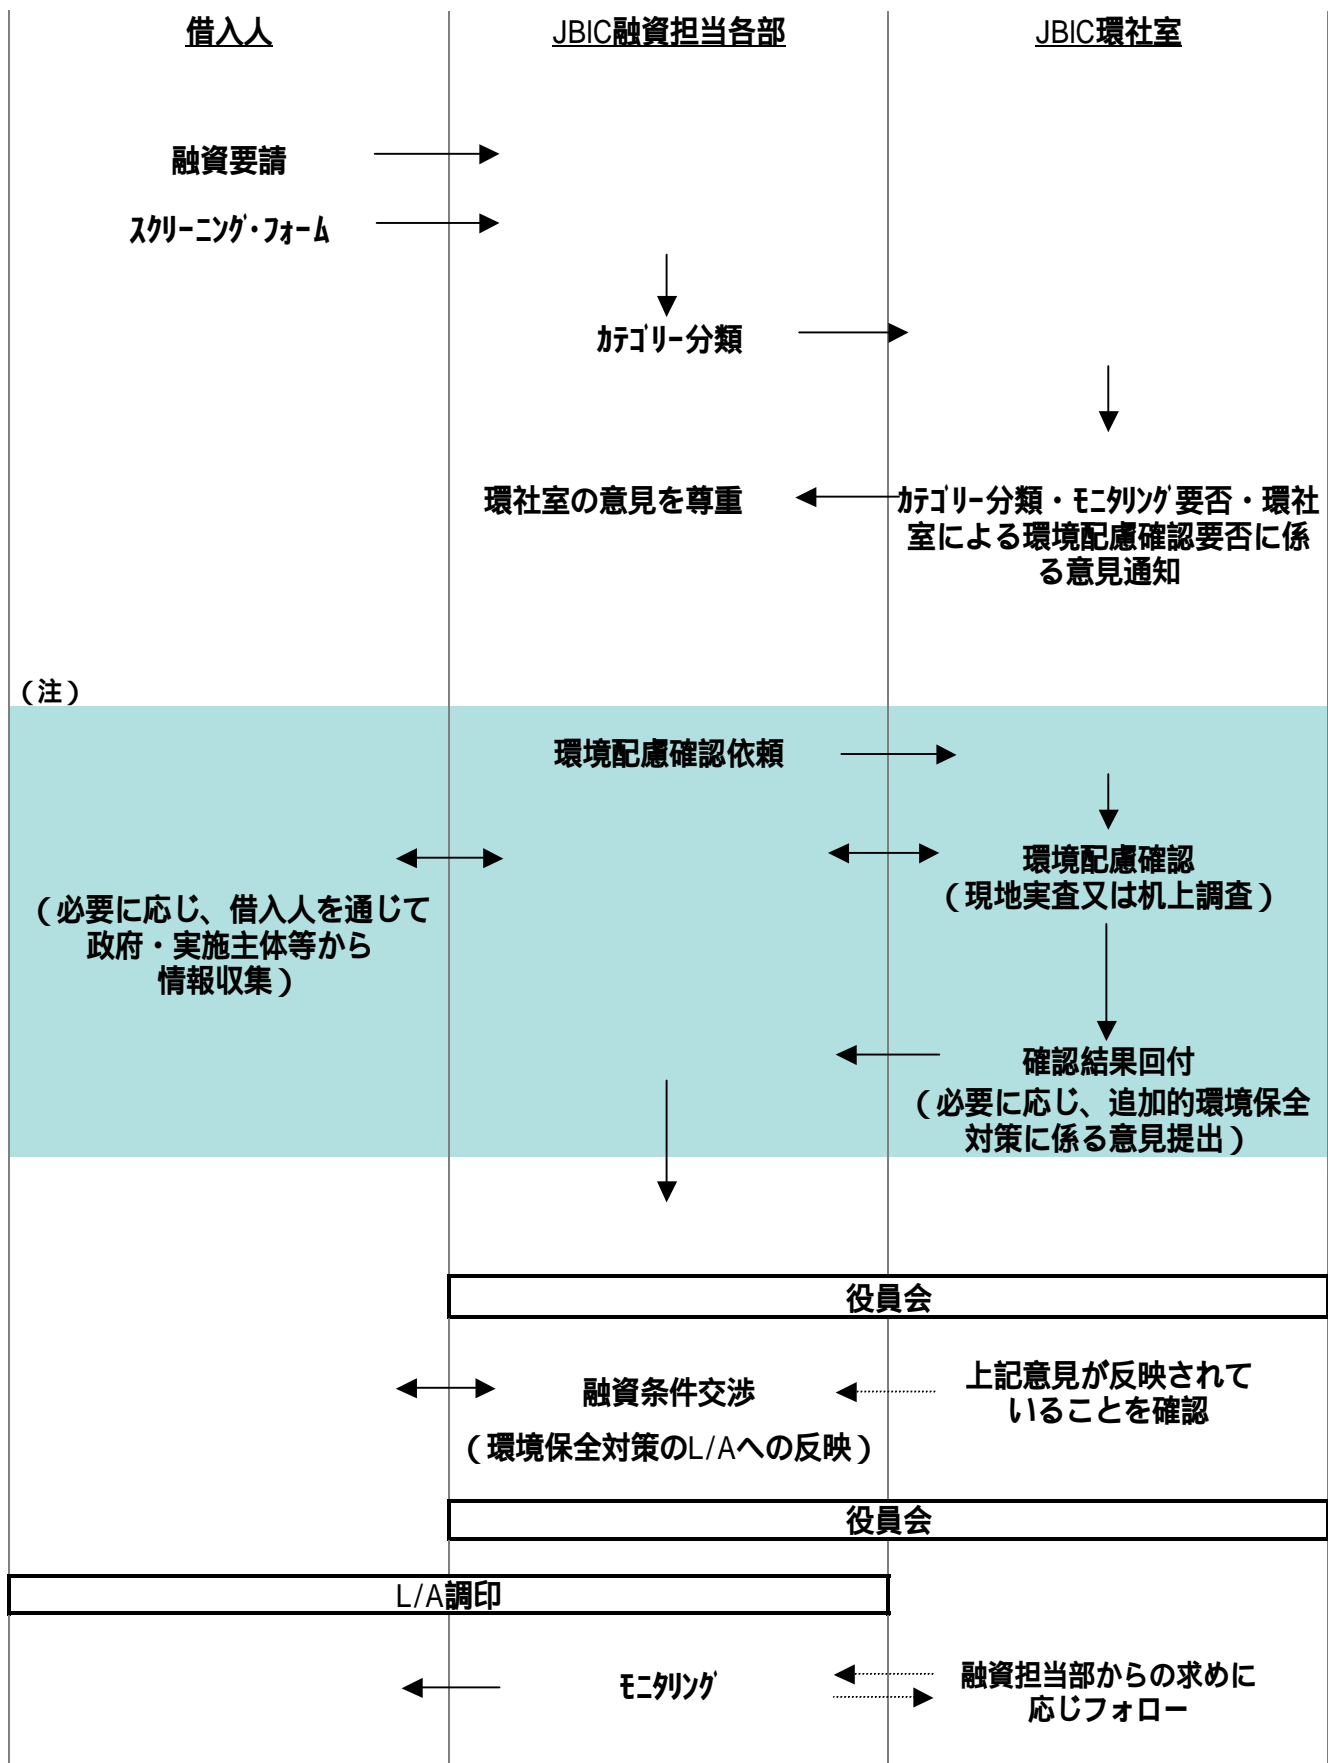 借入人
JBIC融資担当各部
JBIC環社室
融資要請
ｽｸﾘｰﾆﾝｸﾞ・ﾌｫｰﾑ
ｶﾃｺﾞﾘｰ分類
環社室の意見を尊重
ｶﾃｺﾞﾘｰ分類・ﾓﾆﾀﾘﾝｸﾞ要否・環社
室による環境配慮確認要否に係
る意見通知
（注）
環境配慮確認依頼
環境配慮確認
（現地実査又は机上調査）
（必要に応じ、借入人を通じて
政府・実施主体等から
情報収集）
確認結果回付
（必要に応じ、追加的環境保全
対策に係る意見提出）
役員会
融資条件交渉
（環境保全対策のL/Aへの反映）
上記意見が反映されて
いることを確認
役員会
L/A調印
ﾓﾆﾀﾘﾝｸﾞ
融資担当部からの求めに
応じフォロー